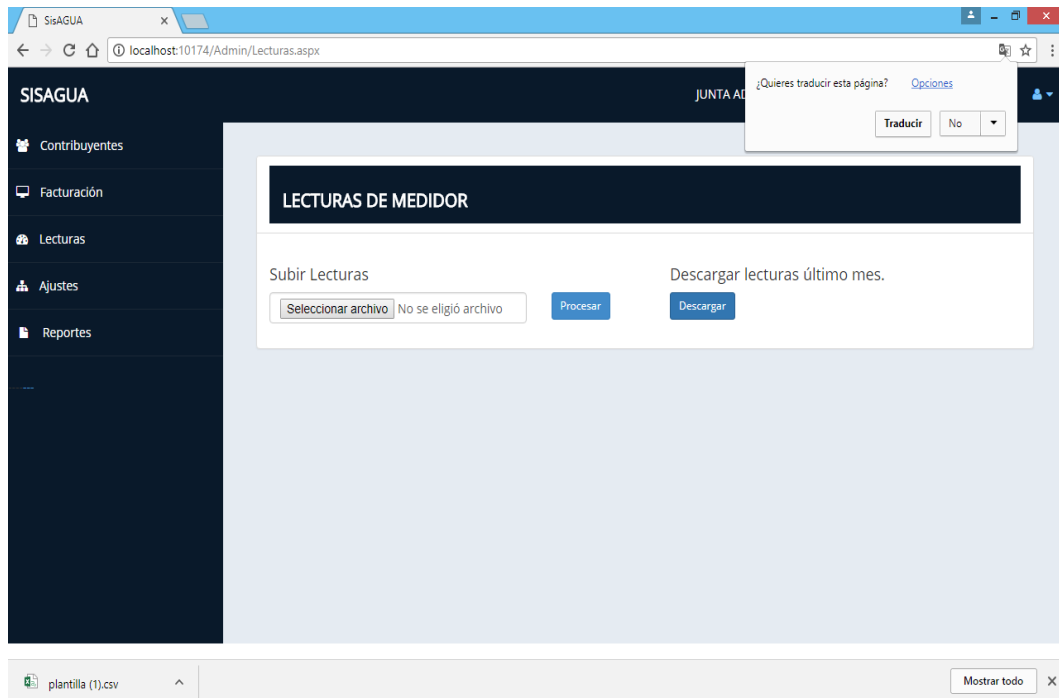 SisAGUA
localhost:10174/Admin/Lecturas.aspx
SISAGUA
JUNTA AD
¿Quieres traducir esta página? Opciones
Traducir No
Contribuyentes
Facturación
Lecturas
Ajustes
Reportes
LECTURAS DE MEDIDOR
Subir Lecturas
Seleccionar archivo No se eligió archivo
Procesar
Descargar lecturas último mes.
Descargar
plantilla (1).csv
Mostrar todo